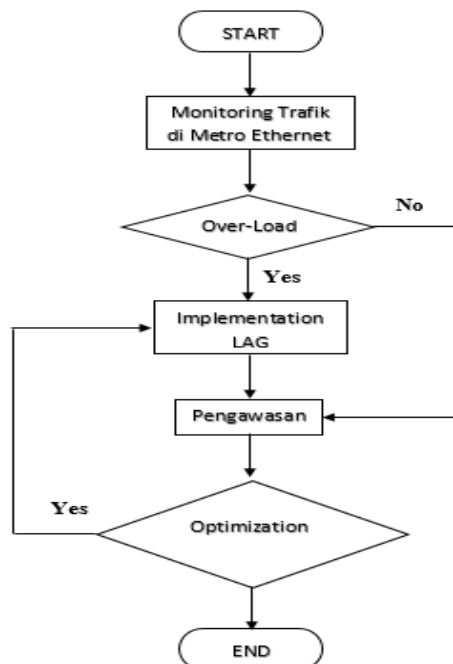 START
Monitoring Trafik
di Metro Ethernet
No
Over-Load
Yes
Implementation
LAG
Pengawasan
Yes
Optimization
END